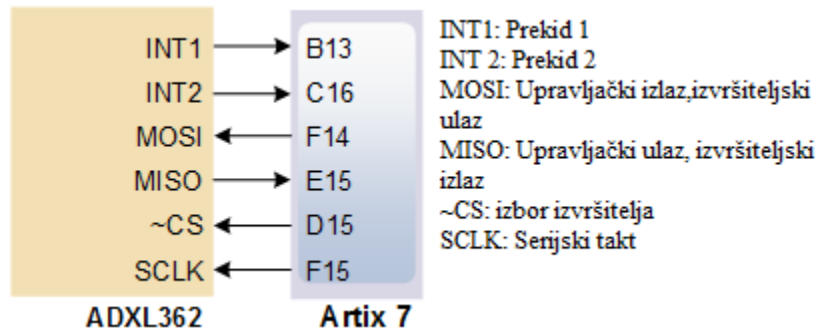 INT1
INT2
MOSI
MISO
~CS
SCLK
ADXL362
B13
C16
F14
E15
D15
F15
Artix 7
INT1: Prekid 1
INT 2: Prekid 2
MOSI: Upravljački izlaz,izvršiteljski
ulaz
MISO: Upravljački ulaz, izvršiteljski
izlaz
~CS: izbor izvršitelja
SCLK: Serijski takt